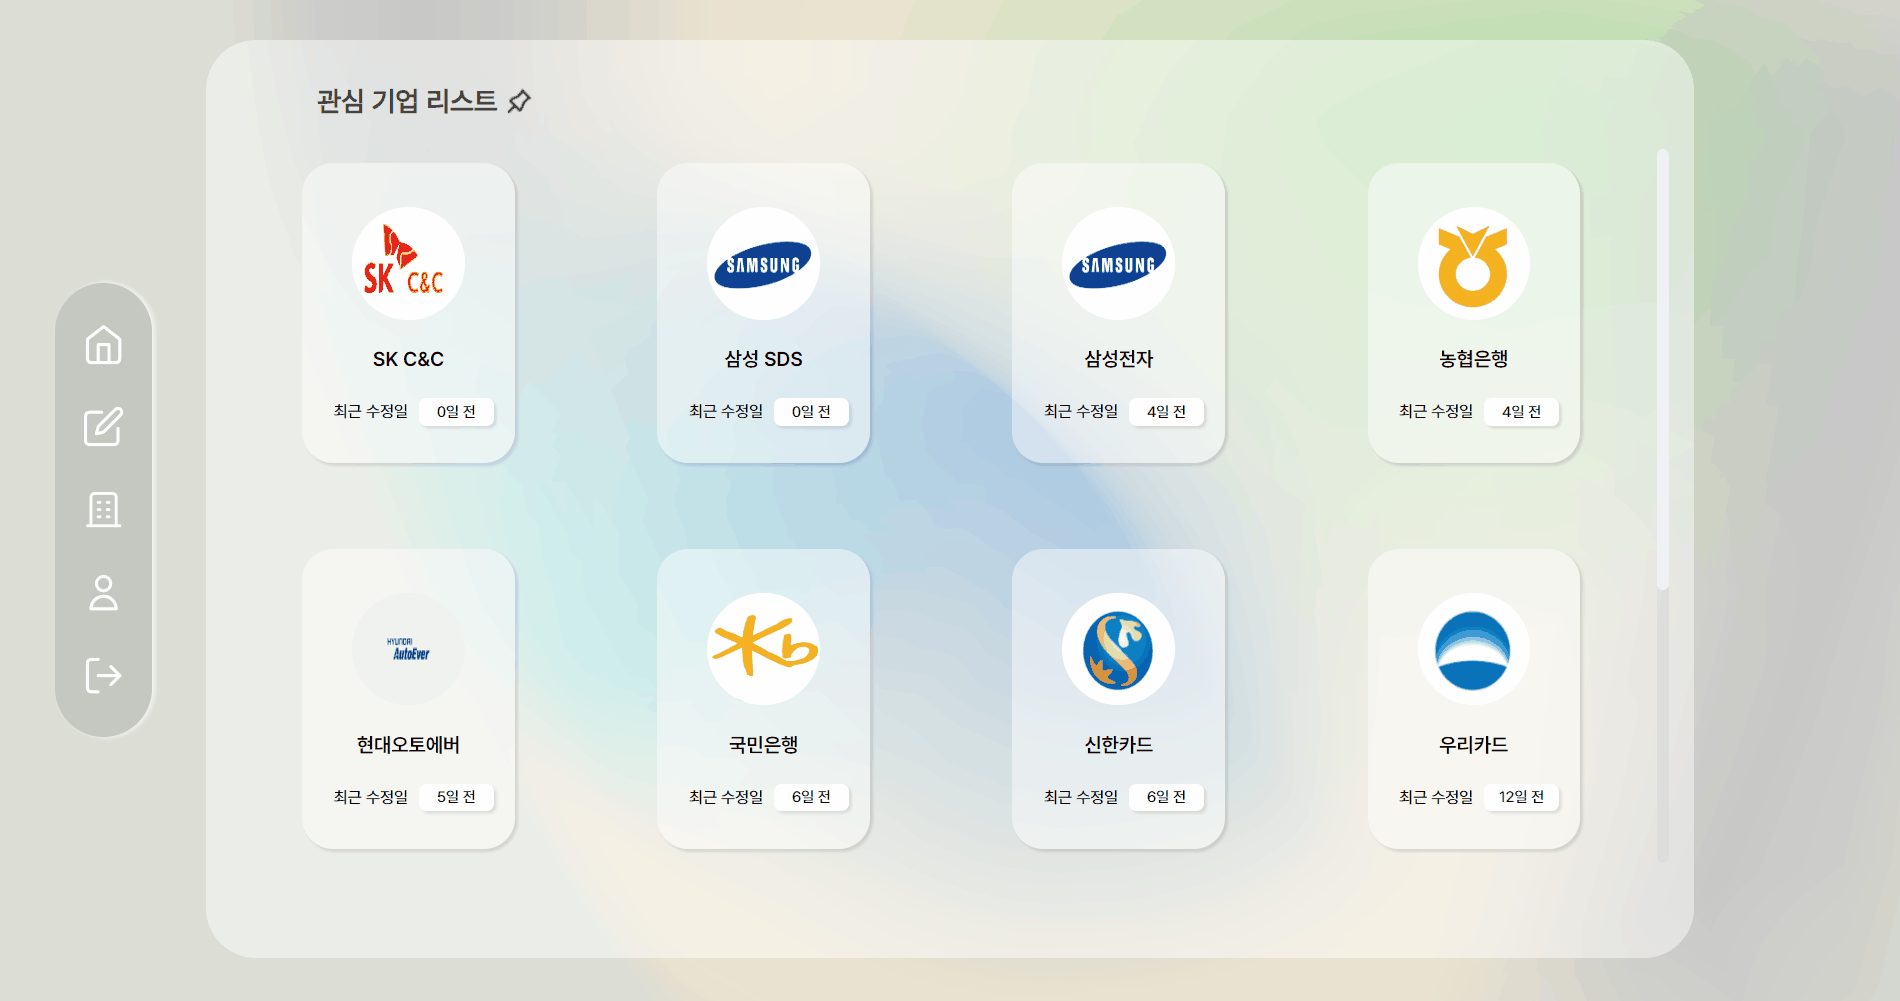 관심 기업 리스트
SK C&C
SAMSUNG
SAMSUNG
SK C&C
삼성 SDS
삼성전자
농협은행
최근 수정일 0일 전
최근 수정일 0일 전
최근 수정일 4일 전
최근 수정일 4일 전
HYUNDAI
AutoEver
Kb
현대오토에버
국민은행
신한카드
우리카드
최근 수정일 5일 전
최근 수정일 6일 전
최근 수정일 6일 전
최근 수정일 12일 전